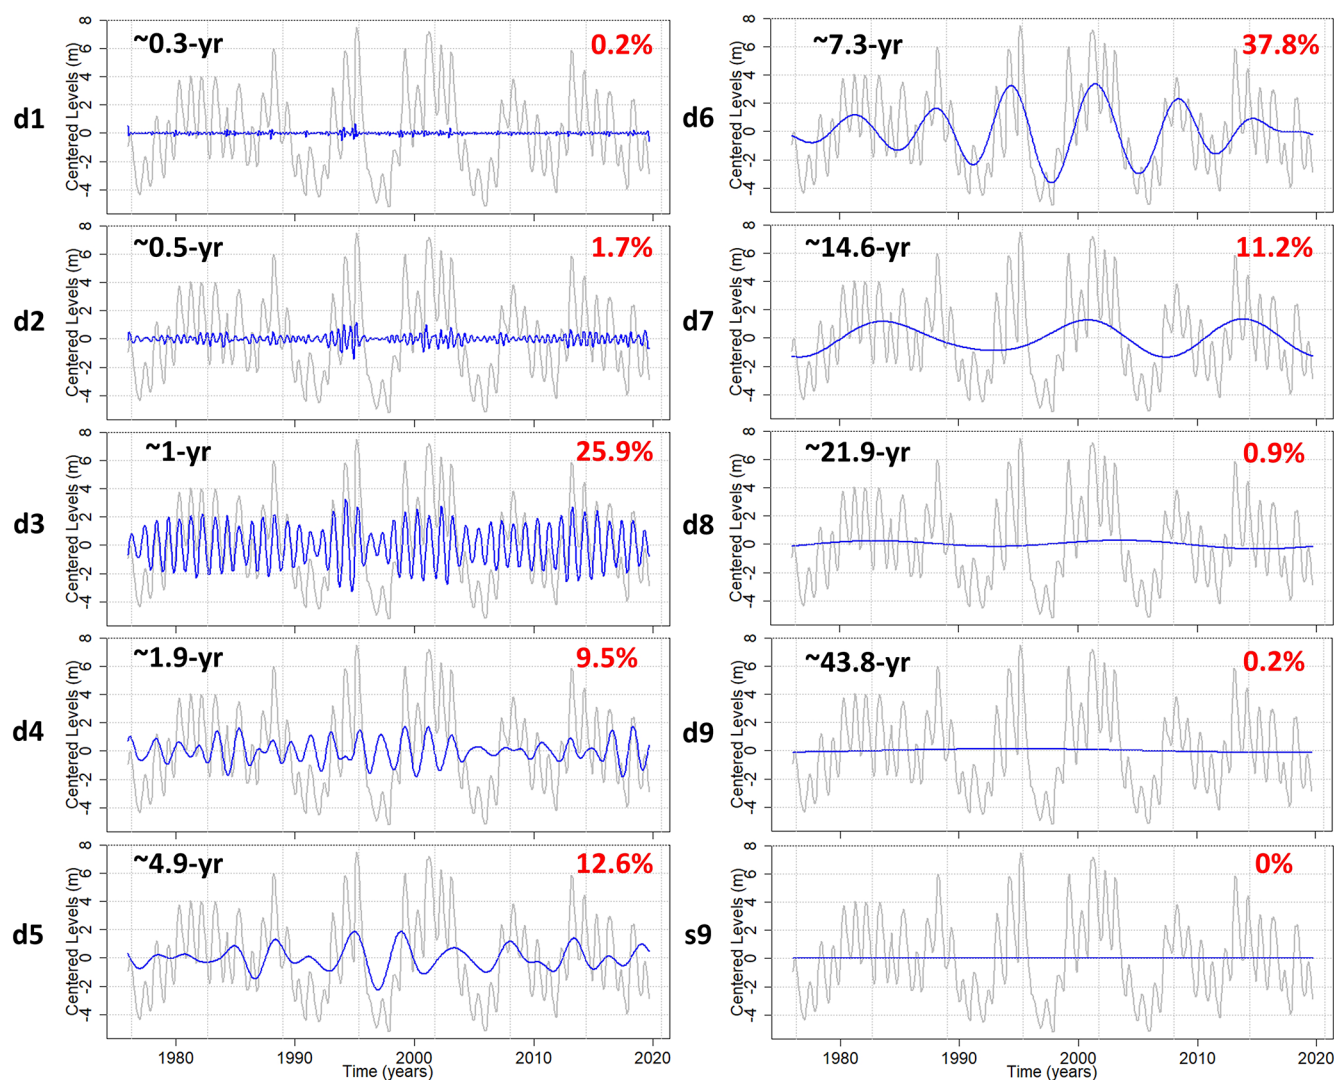 d1
Centered Levels (m)
8
6
4
2
0
-2
-4
~0.3-yr
0.2%
d2
Centered Levels (m)
8
6
4
2
0
-2
-4
~0.5-yr
1.7%
d3
Centered Levels (m)
8
6
4
2
0
-2
-4
~1-yr
25.9%
d4
Centered Levels (m)
8
6
4
2
0
-2
-4
~1.9-yr
9.5%
d5
Centered Levels (m)
8
6
4
2
0
-2
-4
~4.9-yr
12.6%
1980 1990 2000 2010 2020
Time (years)
d6
Centered Levels (m)
8
6
4
2
0
-2
-4
~7.3-yr
37.8%
d7
Centered Levels (m)
8
6
4
2
0
-2
-4
~14.6-yr
11.2%
d8
Centered Levels (m)
8
6
4
2
0
-2
-4
~21.9-yr
0.9%
d9
Centered Levels (m)
8
6
4
2
0
-2
-4
~43.8-yr
0.2%
s9
Centered Levels (m)
8
6
4
2
0
-2
-4
0%
1980 1990 2000 2010 2020
Time (years)